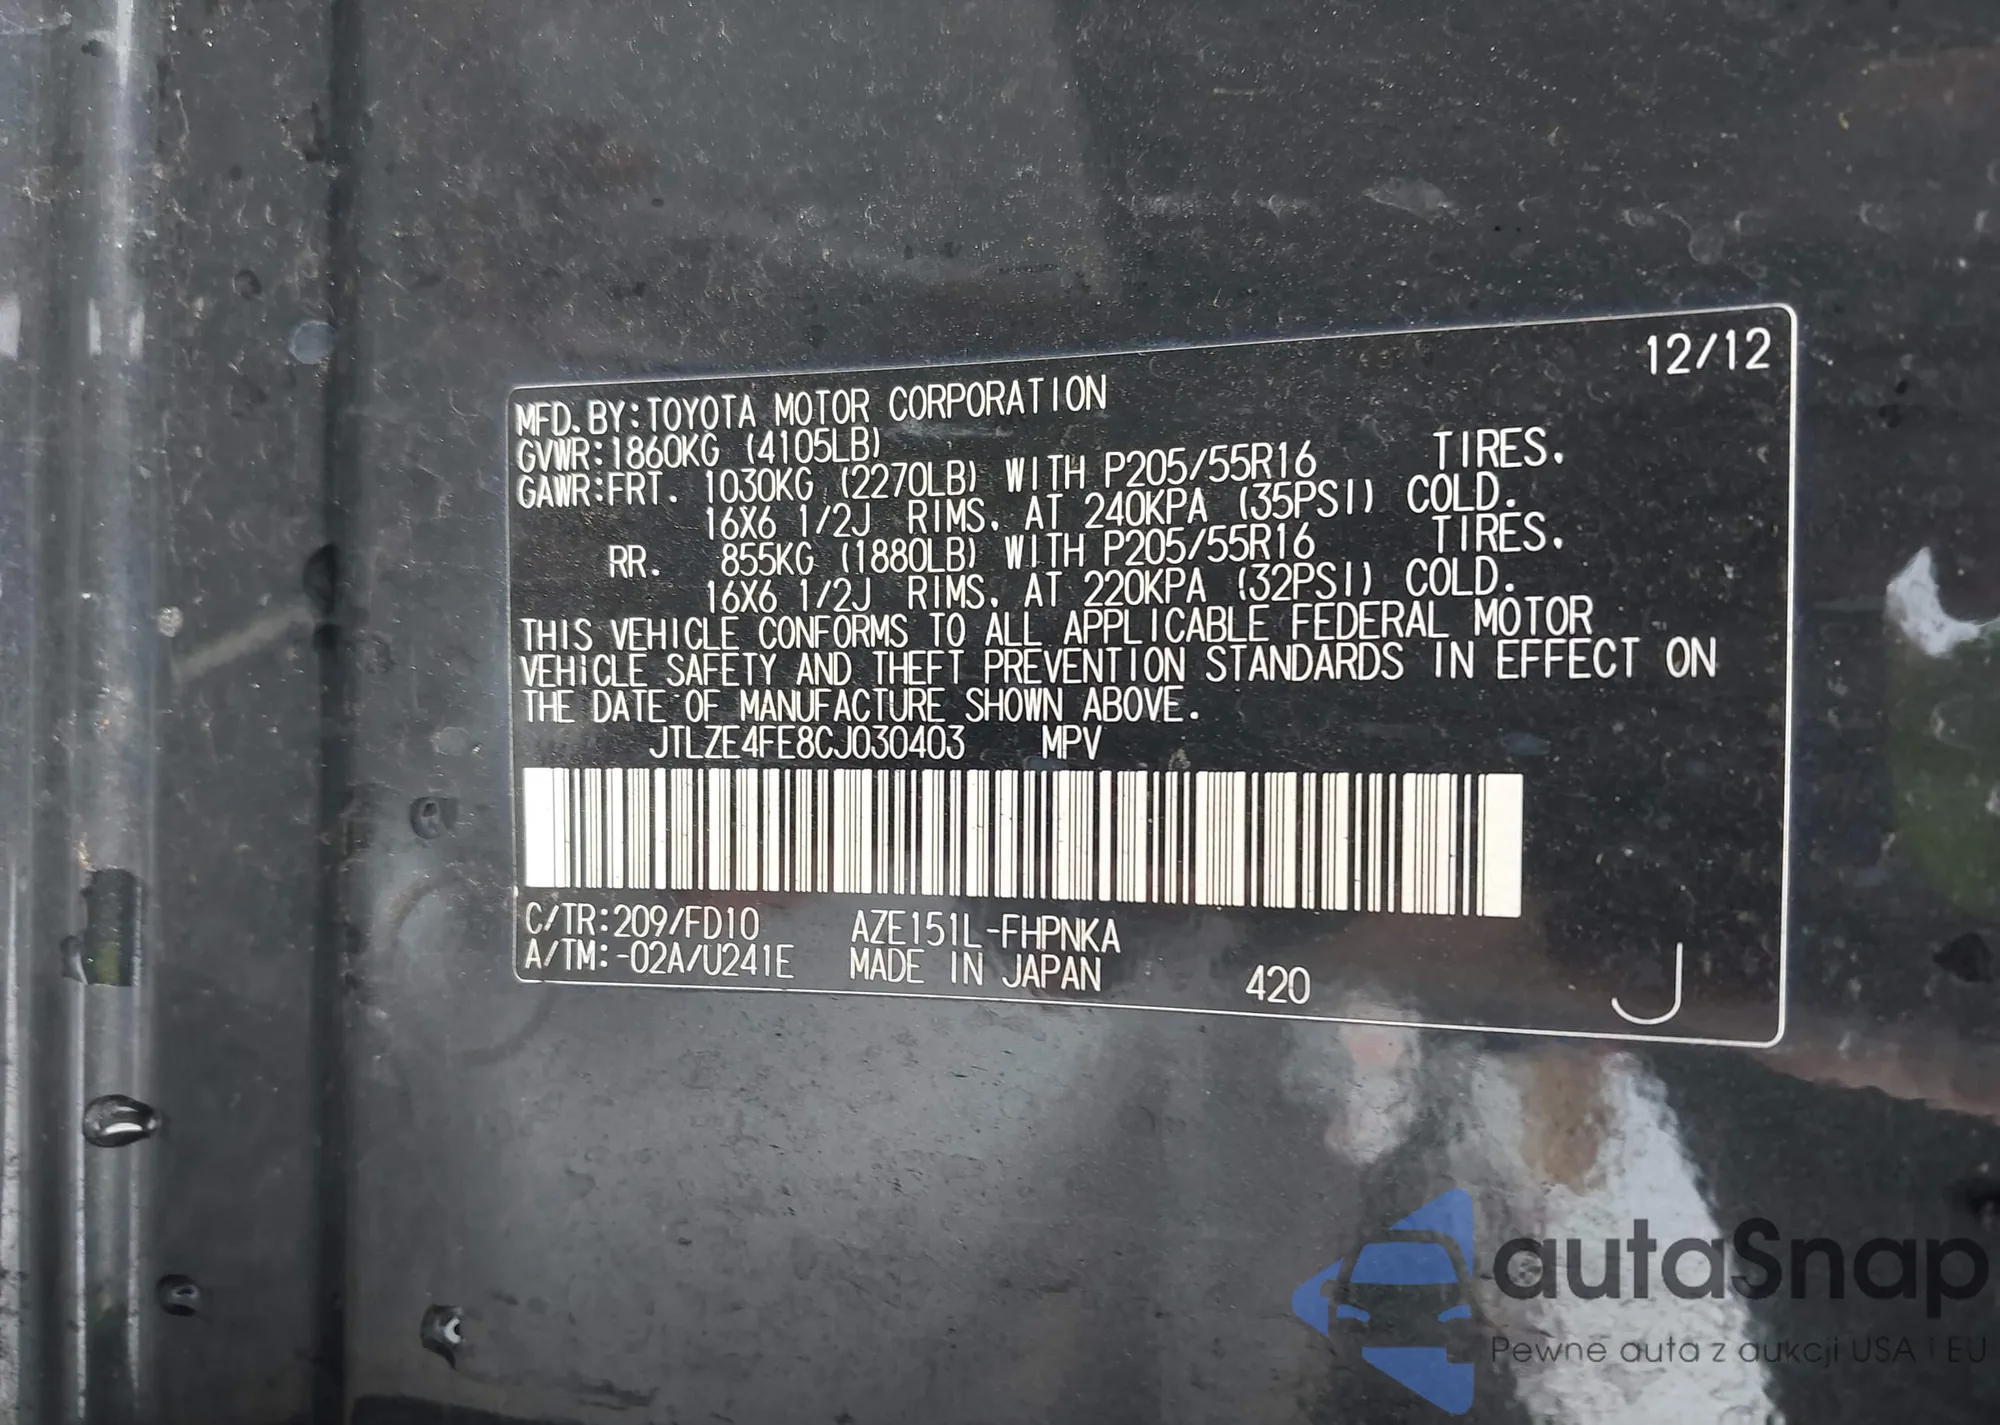 12/12
MFD. BY:TOYOTA MOTOR CORPORATION
GVWR:1860KG (4105LB)
GAWR:FRT. 1030KG (2270LB) WITH P205/55R16 TIRES.
16X6 1/2J RIMS. AT 240KPA (35PSI) COLD.
RR. 855KG (1880LB) WITH P205/55R16 TIRES.
16X6 1/2J RIMS. AT 220KPA (32PSI) COLD.
THIS VEHICLE CONFORMS TO ALL APPLICABLE FEDERAL MOTOR
VEHICLE SAFETY AND THEFT PREVENTION STANDARDS IN EFFECT ON
THE DATE OF MANUFACTURE SHOWN ABOVE.
JTLZE4FE8CJ030403 MPV
C/TR:209/FD10 AZE151L-FHPNKA
A/TM:-02A/U241E MADE IN JAPAN 420 J
autaSnap
Pewne auta z aukcji USA i EU